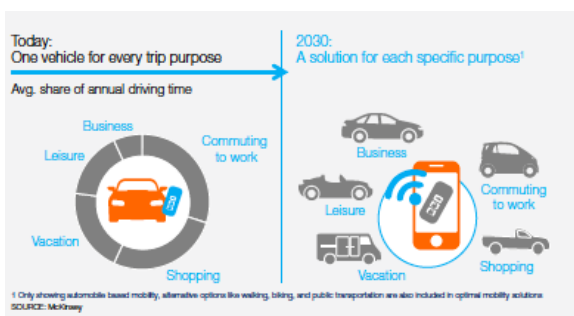 Today:
One vehicle for every trip purpose
Avg. share of annual driving time
Business
Leisure
Commuting
to work
Vacation
Shopping
2030:
A solution for each specific purpose¹
Business
Commuting
to work
Leisure
Shopping
Vacation
1 Only showing automobile based mobility, alternative options like walking, biking, and public transportation are also included in optimal mobility solutions
SOURCE: McKinsey